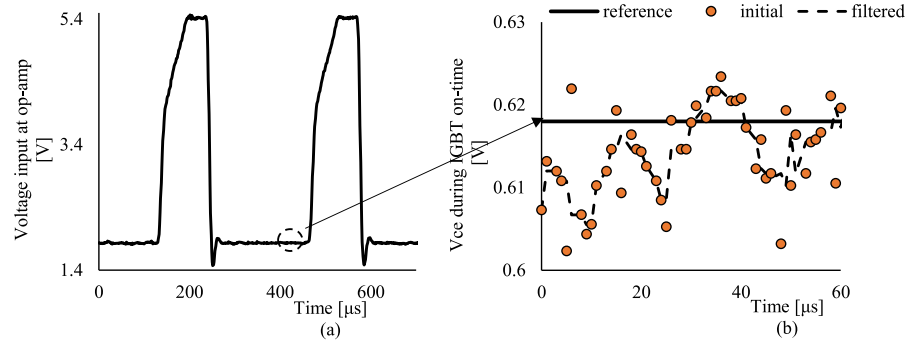 5.4
3.4
1.4
0
200
400
600
Voltage input at op-amp
[V]
Time [µs]
(a)
reference
initial
filtered
0.63
0.62
0.61
0.6
0
20
40
60
Vce during IGBT on-time
[V]
Time [µs]
(b)